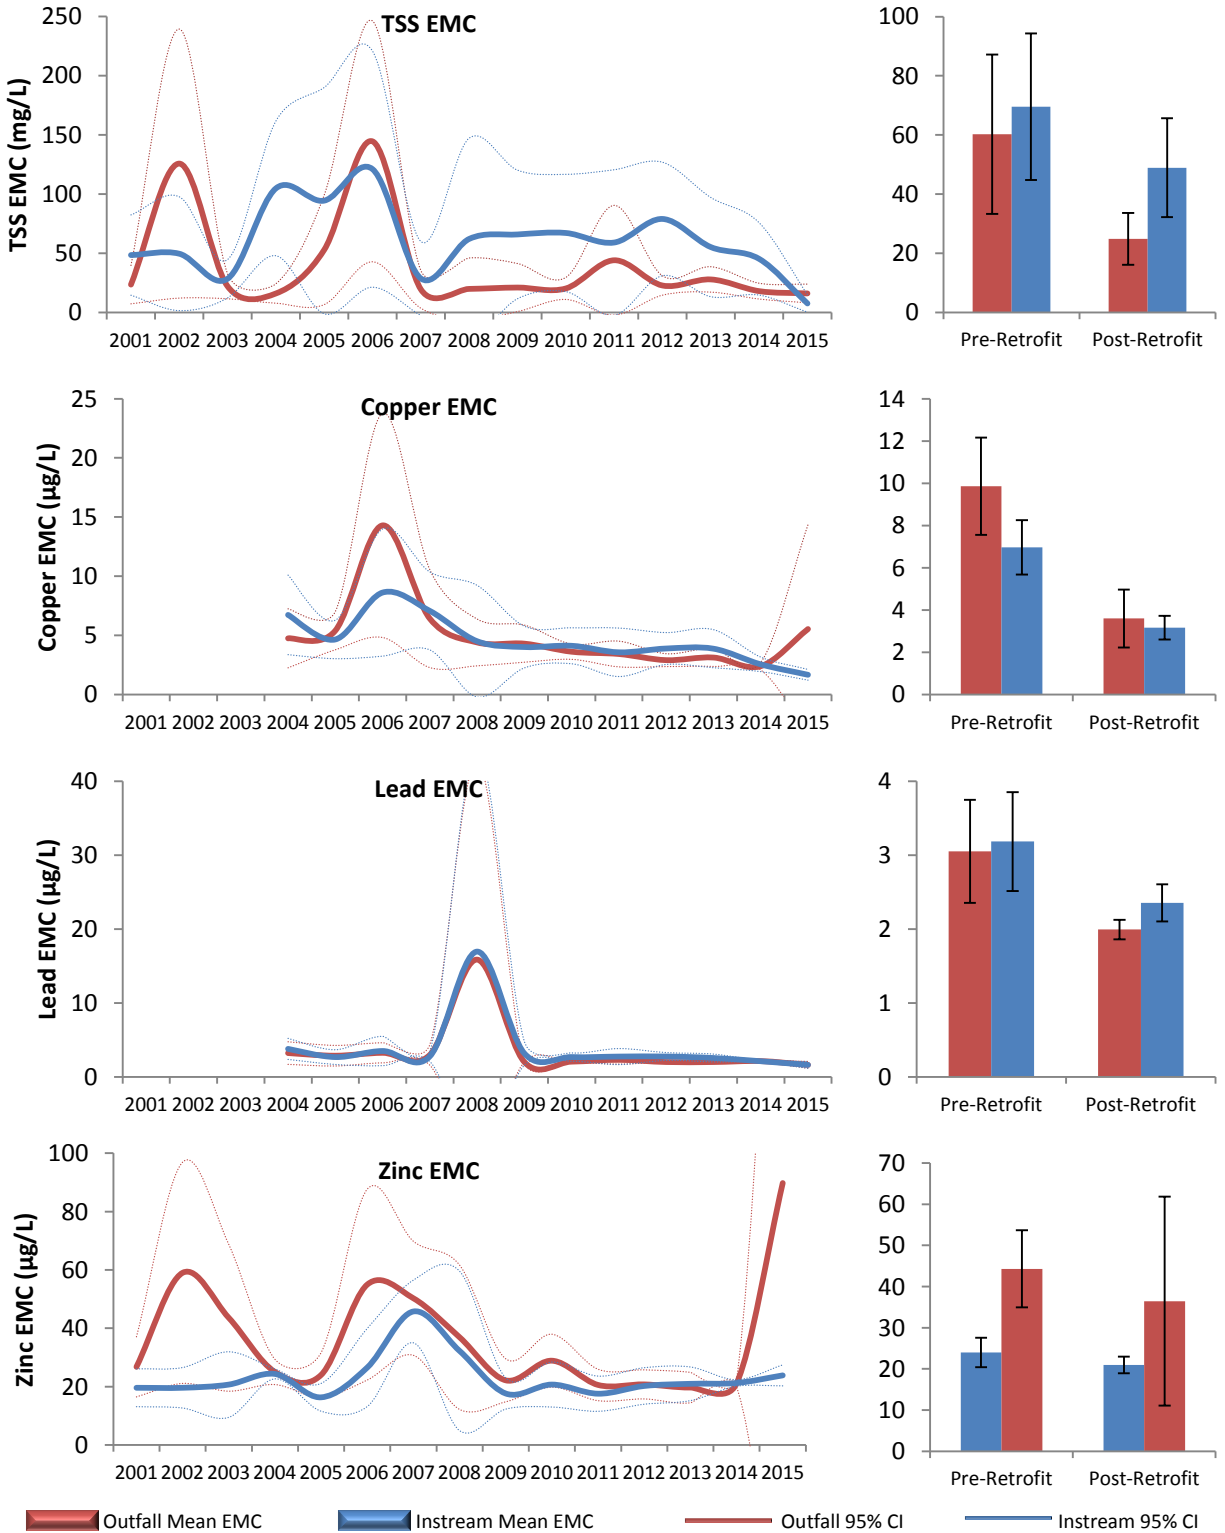 TSS EMC
TSS EMC (mg/L)
250
200
150
100
50
0
2001 2002 2003 2004 2005 2006 2007 2008 2009 2010 2011 2012 2013 2014 2015
100
80
60
40
20
0
Pre-Retrofit Post-Retrofit
Copper EMC
Copper EMC (µg/L)
25
20
15
10
5
0
2001 2002 2003 2004 2005 2006 2007 2008 2009 2010 2011 2012 2013 2014 2015
14
12
10
8
6
4
2
0
Pre-Retrofit Post-Retrofit
Lead EMC
Lead EMC (µg/L)
40
30
20
10
0
2001 2002 2003 2004 2005 2006 2007 2008 2009 2010 2011 2012 2013 2014 2015
4
3
2
1
0
Pre-Retrofit Post-Retrofit
Zinc EMC
Zinc EMC (µg/L)
100
80
60
40
20
0
2001 2002 2003 2004 2005 2006 2007 2008 2009 2010 2011 2012 2013 2014 2015
70
60
50
40
30
20
10
0
Pre-Retrofit Post-Retrofit
Outfall Mean EMC Instream Mean EMC Outfall 95% CI Instream 95% CI